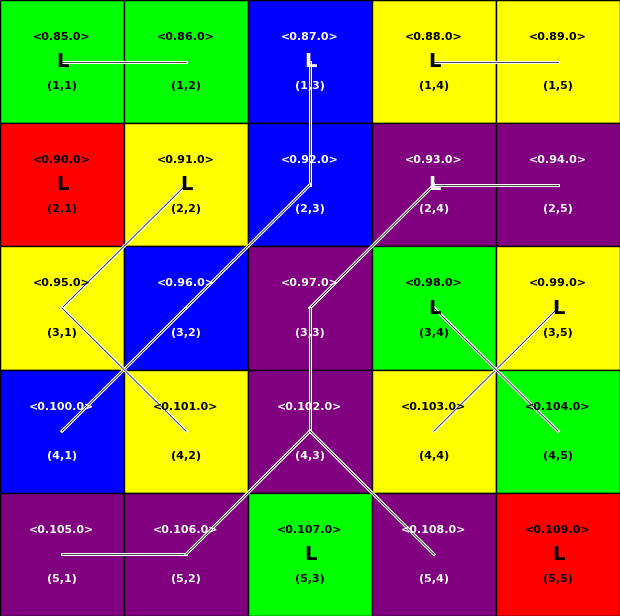 <0.85.0> <0.86.0> <0.87.0> <0.88.0> <0.89.0>
L L L
(1,1) (1,2) (1,3) (1,4) (1,5)
<0.90.0> <0.91.0> <0.92.0> <0.93.0> <0.94.0>
L L L
(2,1) (2,2) (2,3) (2,4) (2,5)
<0.95.0> <0.96.0> <0.97.0> <0.98.0> <0.99.0>
L L
(3,1) (3,2) (3,3) (3,4) (3,5)
<0.100.0> <0.101.0> <0.102.0> <0.103.0> <0.104.0>
(4,1) (4,2) (4,3) (4,4) (4,5)
<0.105.0> <0.106.0> <0.107.0> <0.108.0> <0.109.0>
L L
(5,1) (5,2) (5,3) (5,4) (5,5)